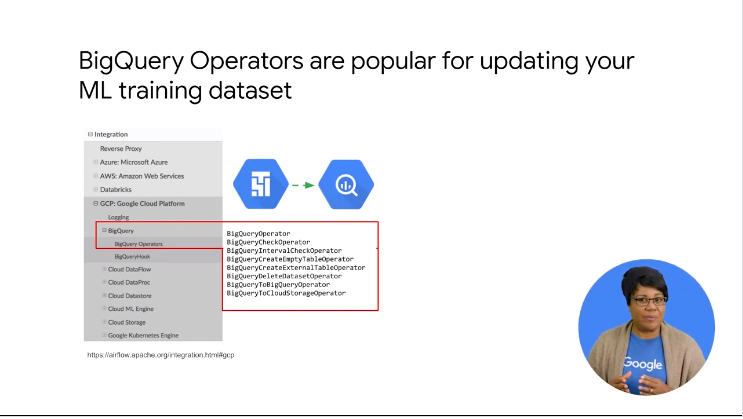 BigQuery Operators are popular for updating your
ML training dataset
Integration
Reverse Proxy
Azure: Microsoft Azure
AWS: Amazon Web Services
Databricks
GCP: Google Cloud Platform
Logging
BigQuery
BigQuery Operators
BigQueryHook
Cloud DataFlow
Cloud DataProc
Cloud Datastore
Cloud ML Engine
Cloud Storage
Google Kubernetes Engine
BigQueryOperator
BigQueryCheckOperator
BigQueryIntervalCheckOperator
BigQueryCreateEmptyTableOperator
BigQueryCreateExternalTableOperator
BigQueryDeleteDatasetOperator
BigQueryToBigQueryOperator
BigQueryToCloudStorageOperator
https://airflow.apache.org/integration.html#gcp
Google